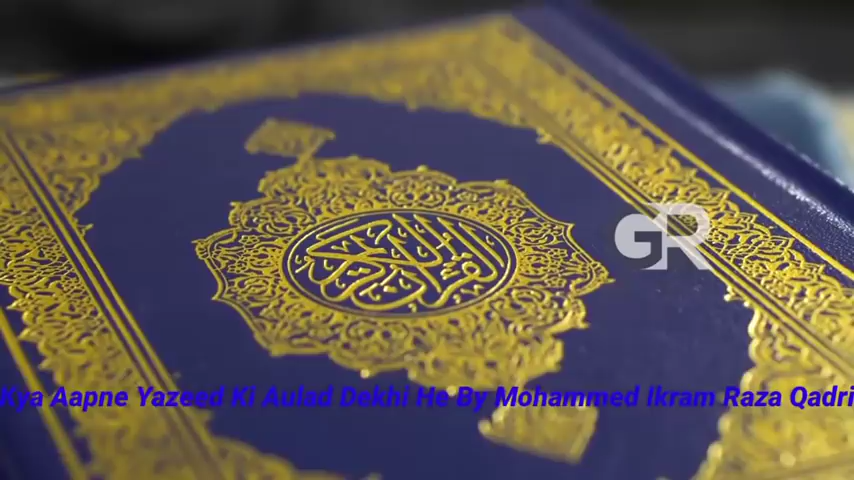 القرآن الكريم
GR
Kya Aapne Yazeed Ki Aulad Dekhi He By Mohammed Ikram Raza Qadri